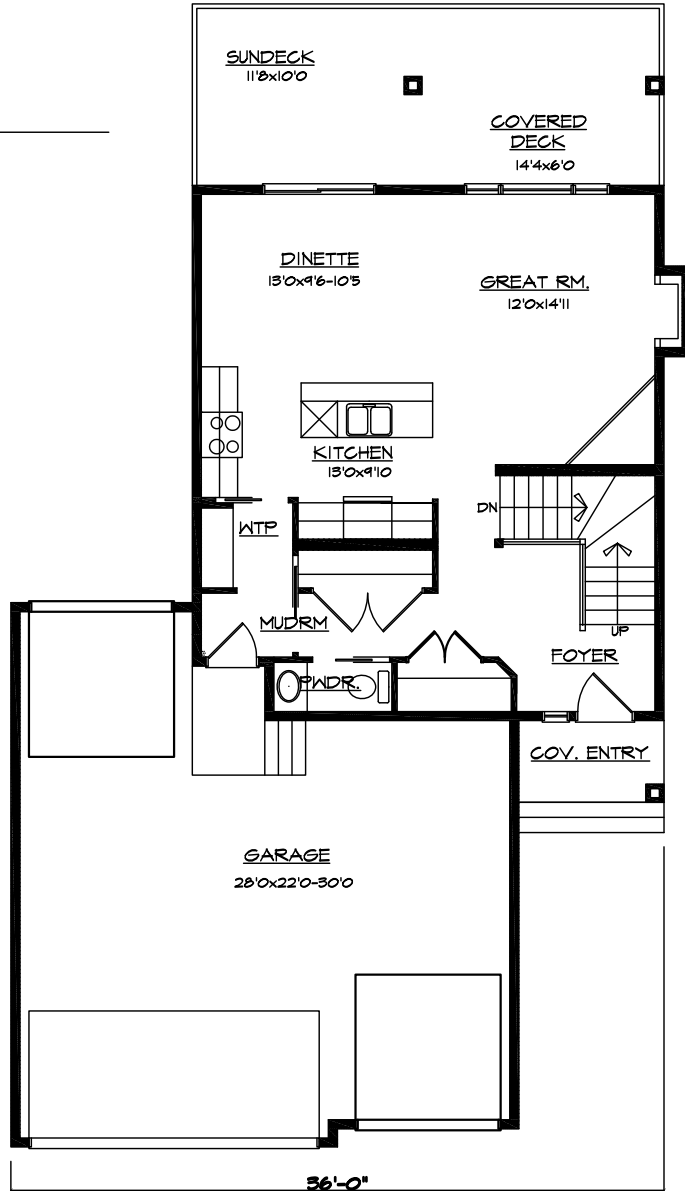 SUNDECK
11'8x10'0
COVERED
DECK
14'4x6'0
DINETTE
13'0x9'6-10'5
GREAT RM.
12'0x14'11
KITCHEN
13'0x9'10
DN
WTP
MUDRM
UP
FOYER
PWDR.
COV. ENTRY
GARAGE
28'0x22'0-30'0
36'-0"